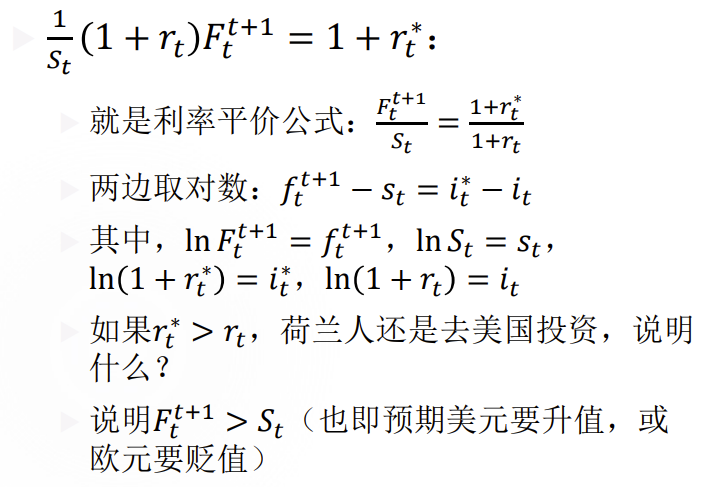 $\frac{1}{S_t}(1+r_t)F_t^{t+1}=1+r_t^*$：
就是利率平价公式：$\frac{F_t^{t+1}}{S_t}=\frac{1+r_t^*}{1+r_t}$
两边取对数：$f_t^{t+1}-s_t=i_t^*-i_t$
其中，$\ln F_t^{t+1}=f_t^{t+1}$，$\ln S_t=s_t$，
$\ln(1+r_t^*)=i_t^*$，$\ln(1+r_t)=i_t$
如果$r_t^*>r_t$，荷兰人还是去美国投资，说明
什么？
说明$F_t^{t+1}>S_t$（也即预期美元要升值，或
欧元要贬值）